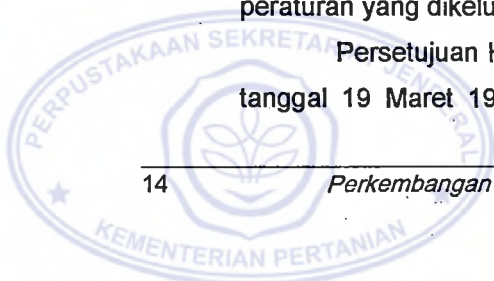 peraturan yang dikelu
Persetujuan
tanggal 19 Maret 19
14 Perkembangan
PERPUSTAKAAN SEKRETARIAT JENDERAL
KEMENTERIAN PERTANIAN